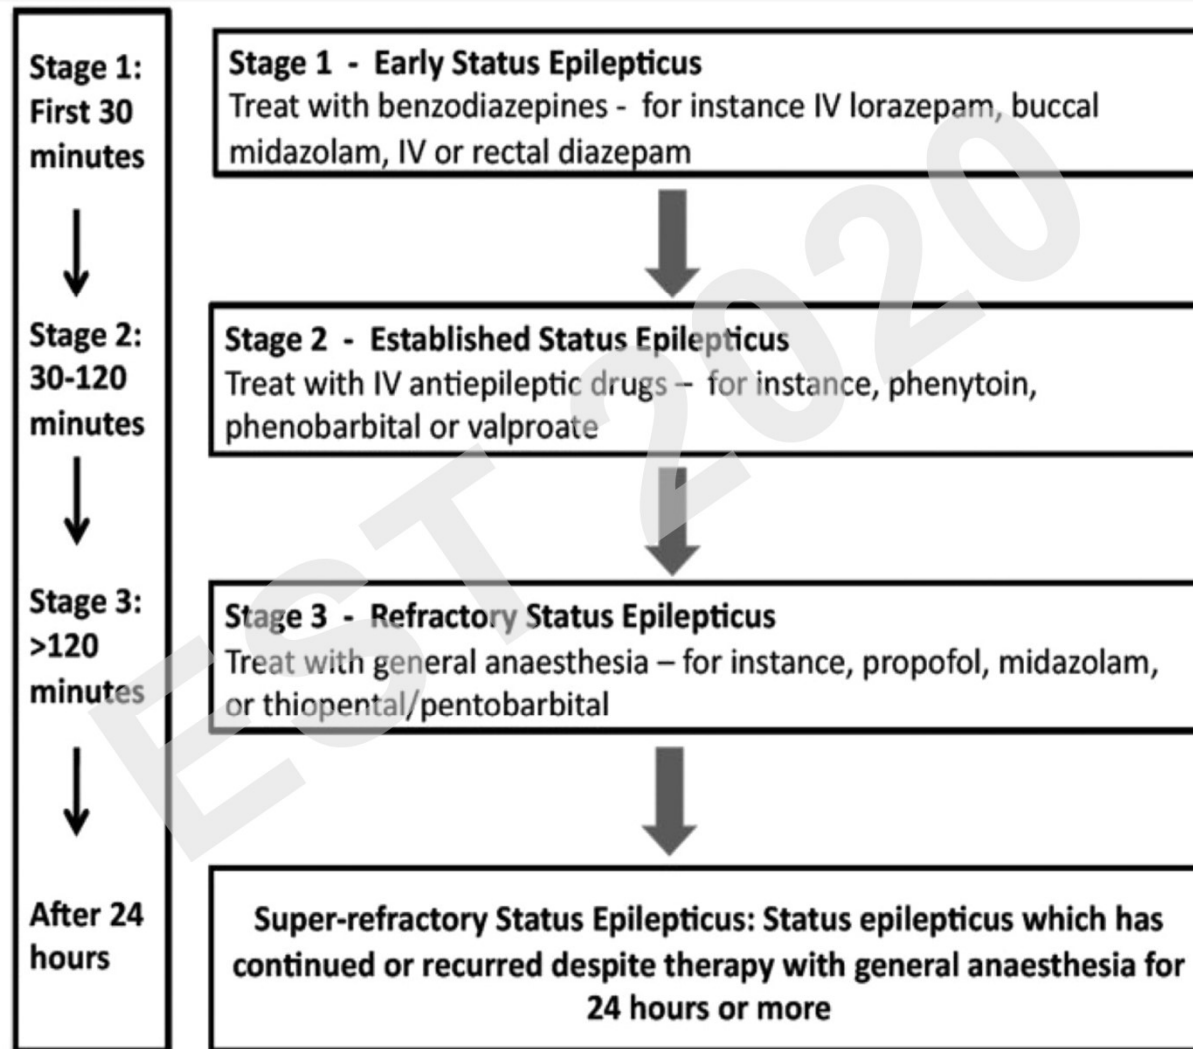 Stage 1:
First 30
minutes
Stage 2:
30-120
minutes
Stage 3:
>120
minutes
After 24
hours
Stage 1 - Early Status Epilepticus
Treat with benzodiazepines - for instance IV lorazepam, buccal
midazolam, IV or rectal diazepam
Stage 2 - Established Status Epilepticus
Treat with IV antiepileptic drugs – for instance, phenytoin,
phenobarbital or valproate
Stage 3 - Refractory Status Epilepticus
Treat with general anaesthesia – for instance, propofol, midazolam,
or thiopental/pentobarbital
Super-refractory Status Epilepticus: Status epilepticus which has
continued or recurred despite therapy with general anaesthesia for
24 hours or more
EST 2020